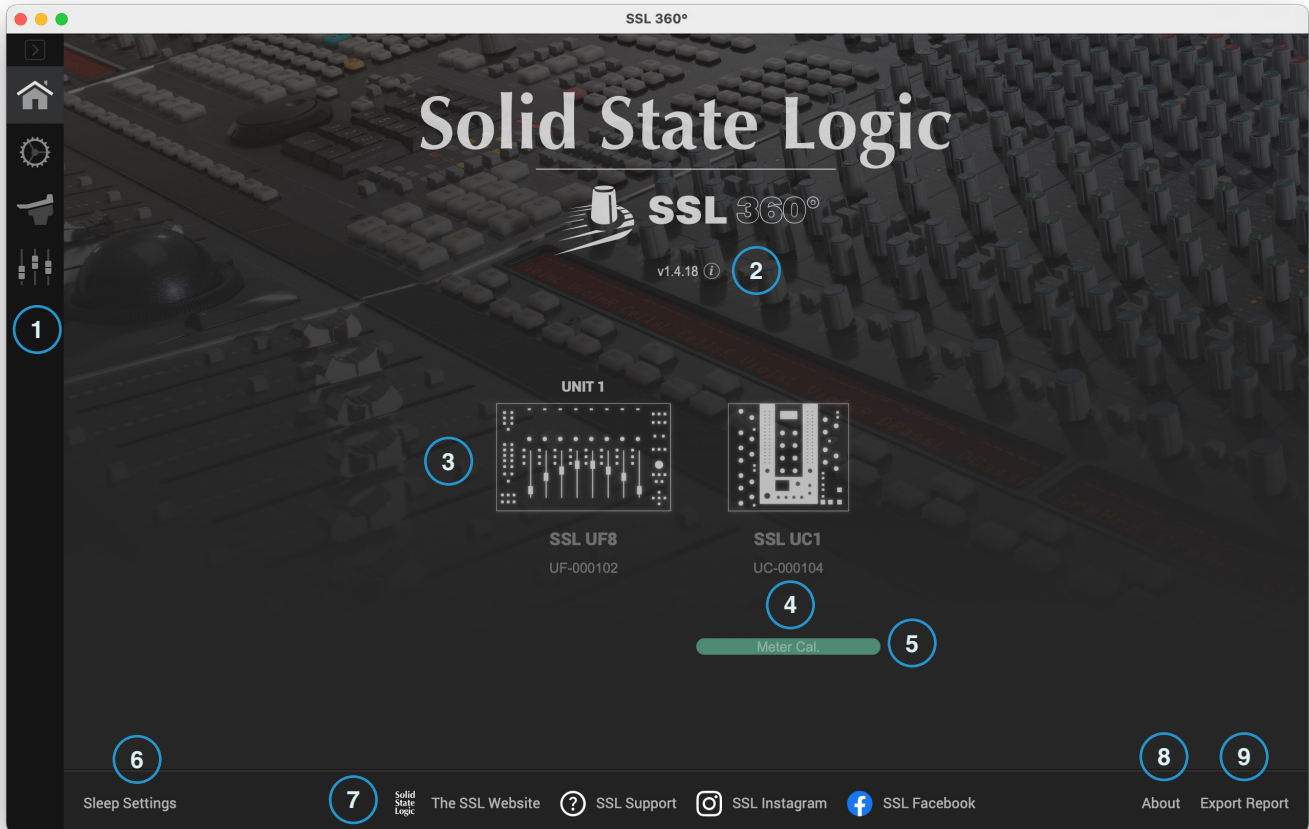 SSL 360°
Solid State Logic
SSL 360°
v1.4.18 i 2
1
UNIT 1
3
SSL UF8
SSL UC1
UF-000102
UC-000104
4
Meter Cal. 5
6
8
9
Sleep Settings
7
Solid
State
Logic
The SSL Website
? SSL Support
SSL Instagram
f SSL Facebook
About
Export Report